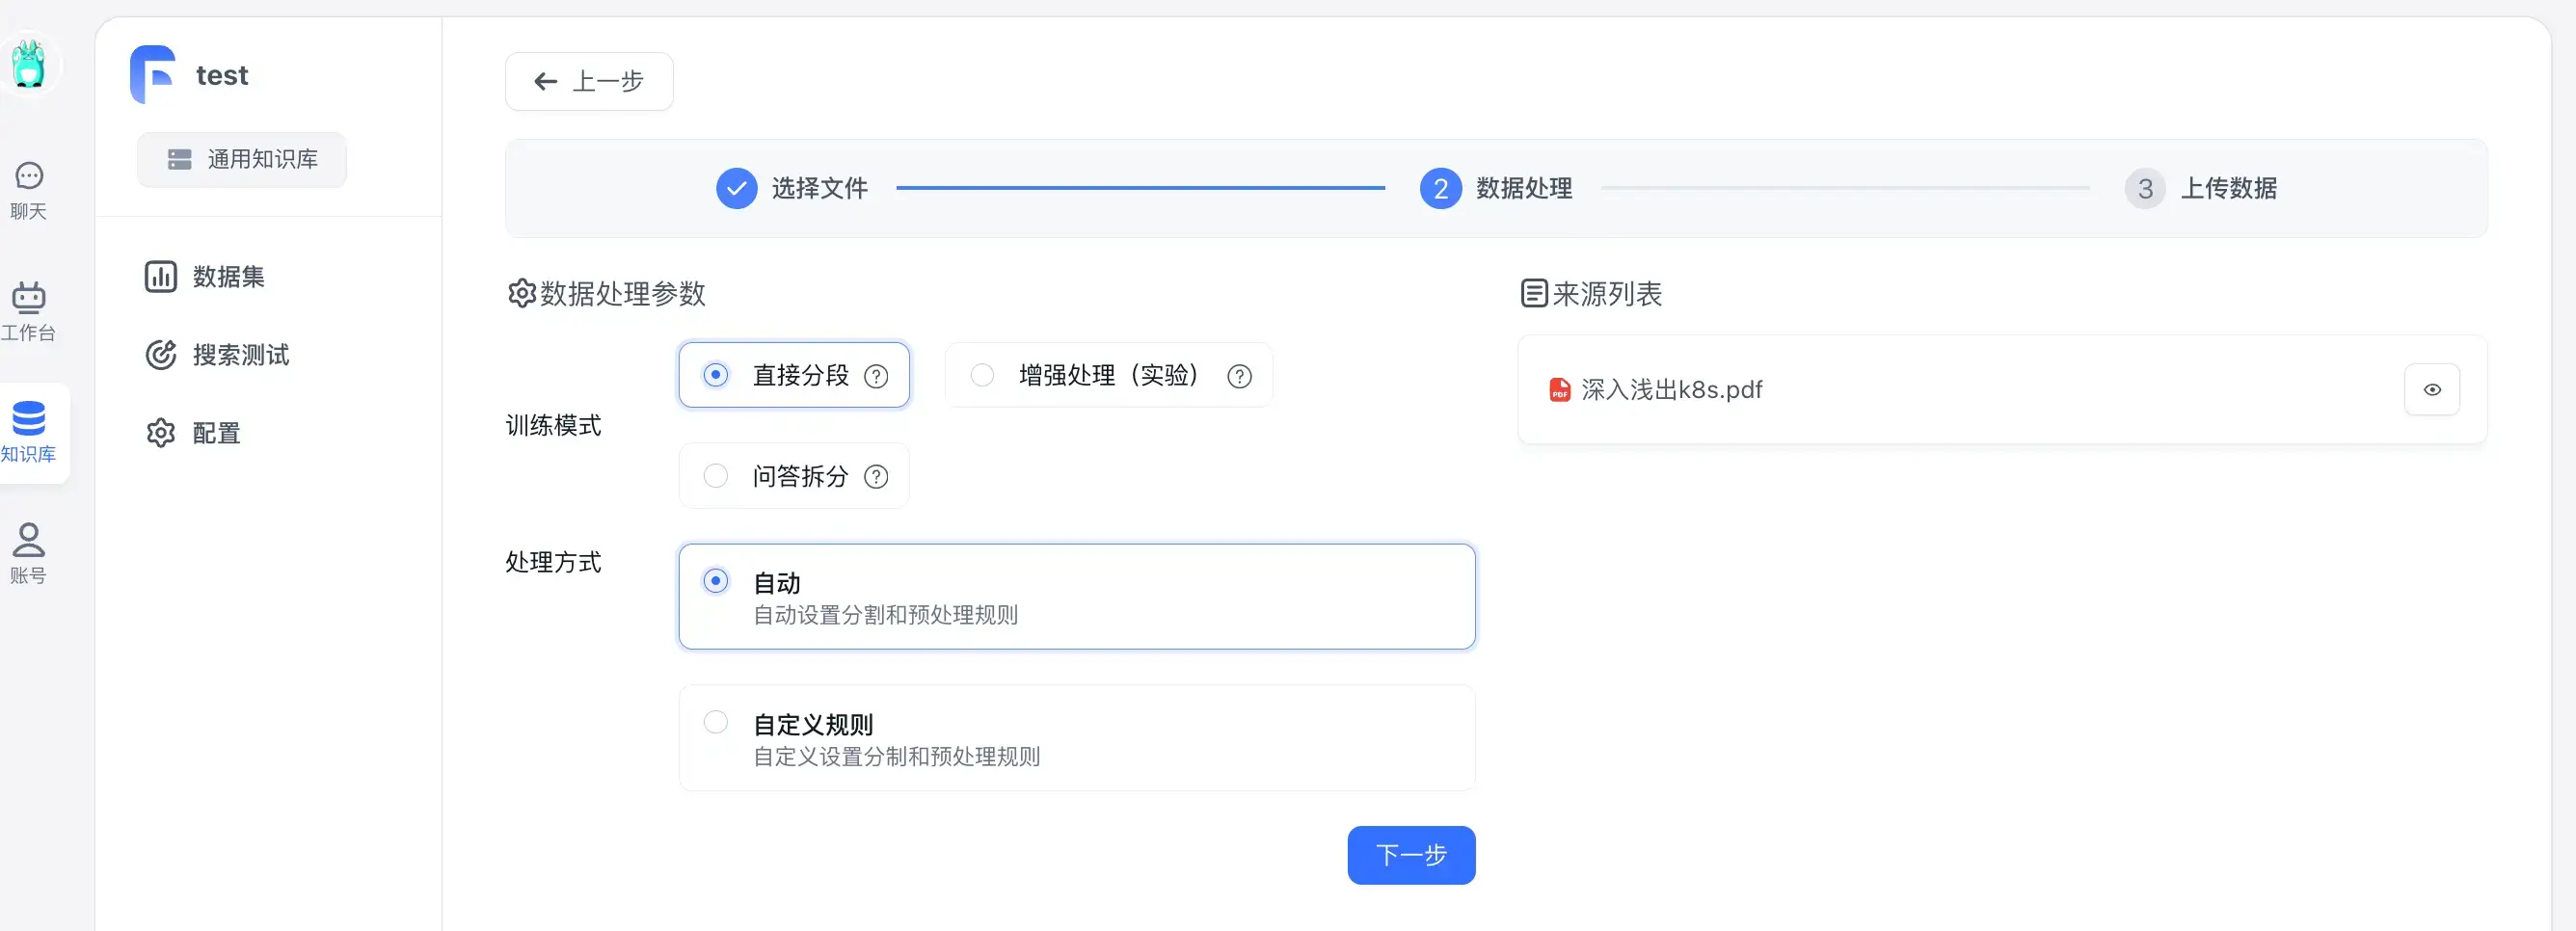 聊天
工作台
知识库
账号
test
通用知识库
数据集
搜索测试
配置
上一步
选择文件
2 数据处理
3 上传数据
数据处理参数
训练模式
直接分段
增强处理（实验）
问答拆分
处理方式
自动
自动设置分割和预处理规则
自定义规则
自定义设置分制和预处理规则
下一步
来源列表
PDF 深入浅出k8s.pdf